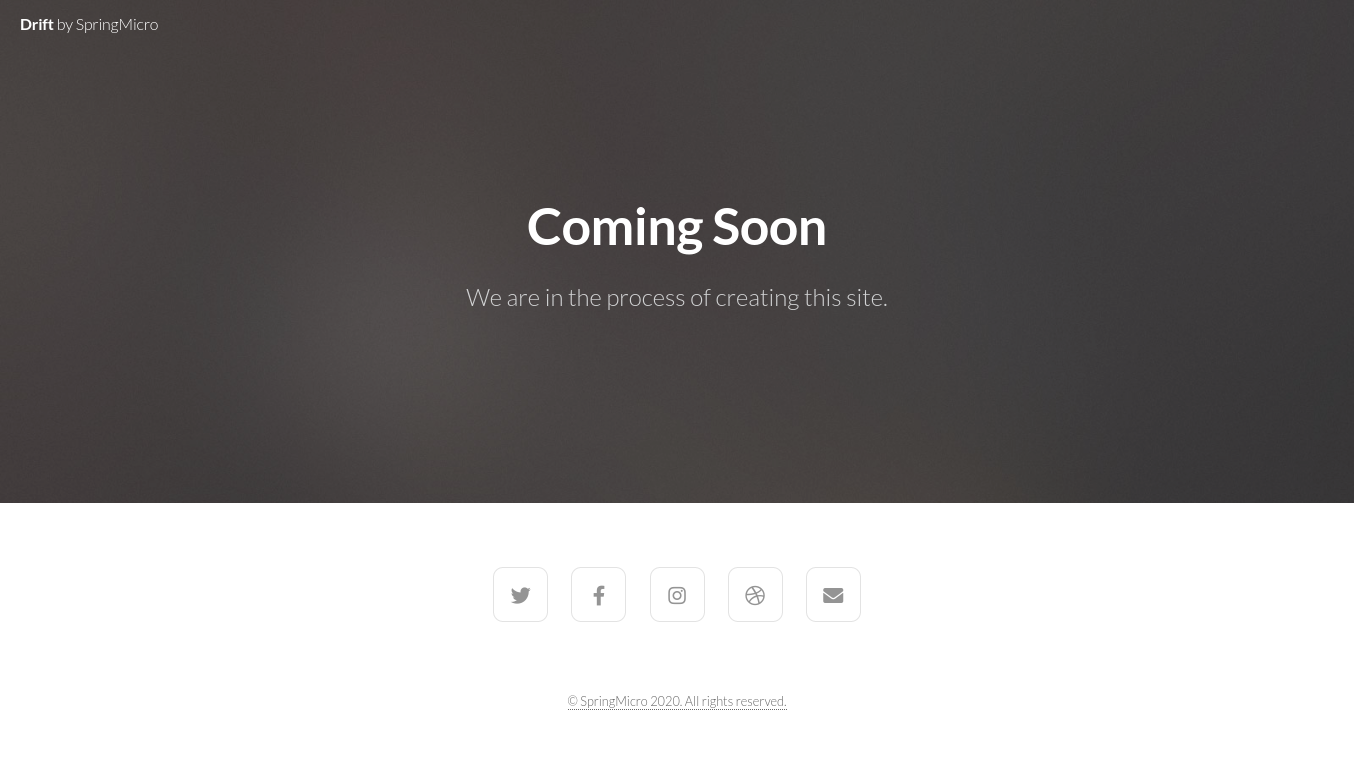 Drift by SpringMicro
Coming Soon
We are in the process of creating this site.
© SpringMicro 2020. All rights reserved.